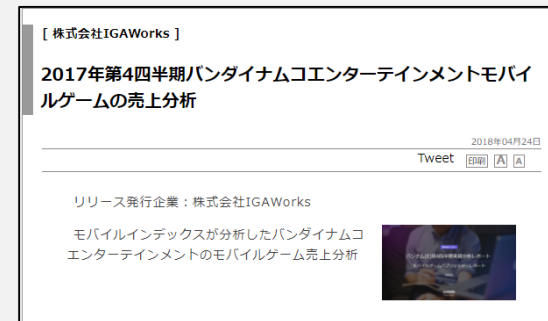 [ 株式会社IGAWorks ]
2017年第4四半期バンダイナムコエンターテインメントモバイ
ルゲームの売上分析
2018年04月24日
Tweet 印刷 A A
リリース発行企業：株式会社IGAWorks
モバイルインデックスが分析したバンダイナムコ
エンターテインメントのモバイルゲーム売上分析